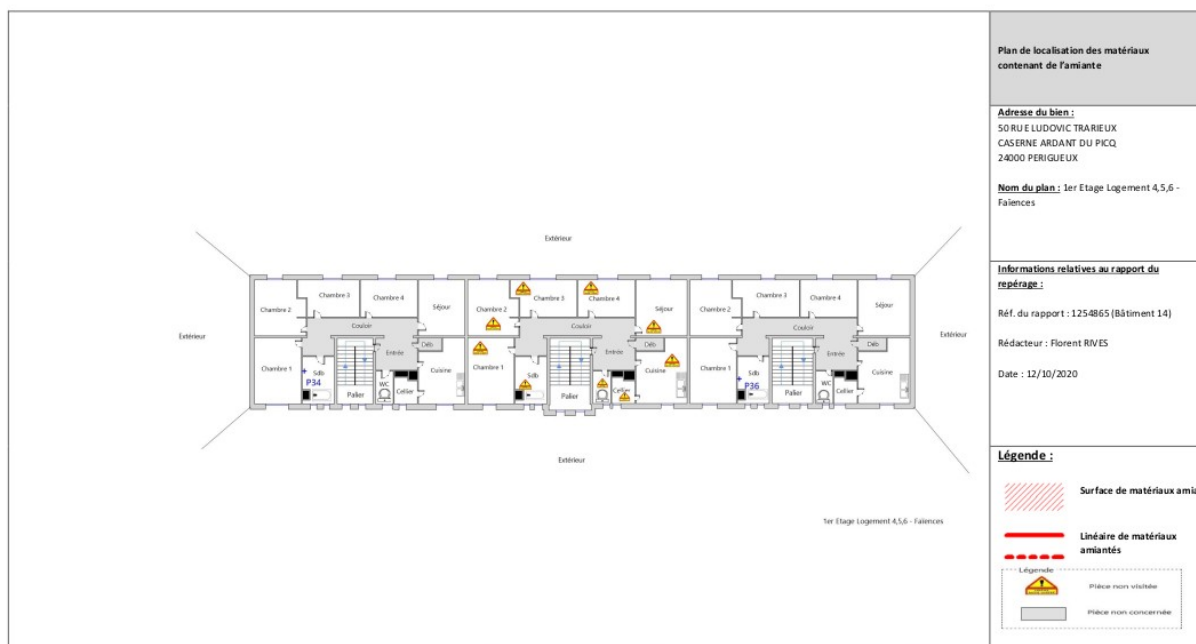 Plan de localisation des matériaux
contenant de l'amiante
Adresse du bien :
50 RUE LUDOVIC TRARIEUX
CASERNE ARDANT DU PICQ
24000 PERIGUEUX
Nom du plan : 1er Etage Logement 4,5,6 -
Faïences
Informations relatives au rapport du
repérage :
Réf. du rapport : 1254865 (Bâtiment 14)
Rédacteur : Florent RIVES
Date : 12/10/2020
Légende :
Surface de matériaux amia
Linéaire de matériaux
amiantés
Légende
Pièce non visitée
Pièce non concernée
Extérieur
Extérieur
Extérieur
Extérieur
Chambre 2
Chambre 3
Chambre 4
Séjour
Couloir
Chambre 1
Sdb
P34
Palier
Entrée
WC
Cellier
Déb
Cuisine
Chambre 2
Chambre 3
Chambre 4
Séjour
Couloir
Chambre 1
Sdb
Palier
Entrée
Cellier
Déb
Cuisine
Chambre 2
Chambre 3
Chambre 4
Séjour
Couloir
Chambre 1
Sdb
P36
Palier
Entrée
WC
Cellier
Déb
Cuisine
1er Etage Logement 4,5,6 - Faïences